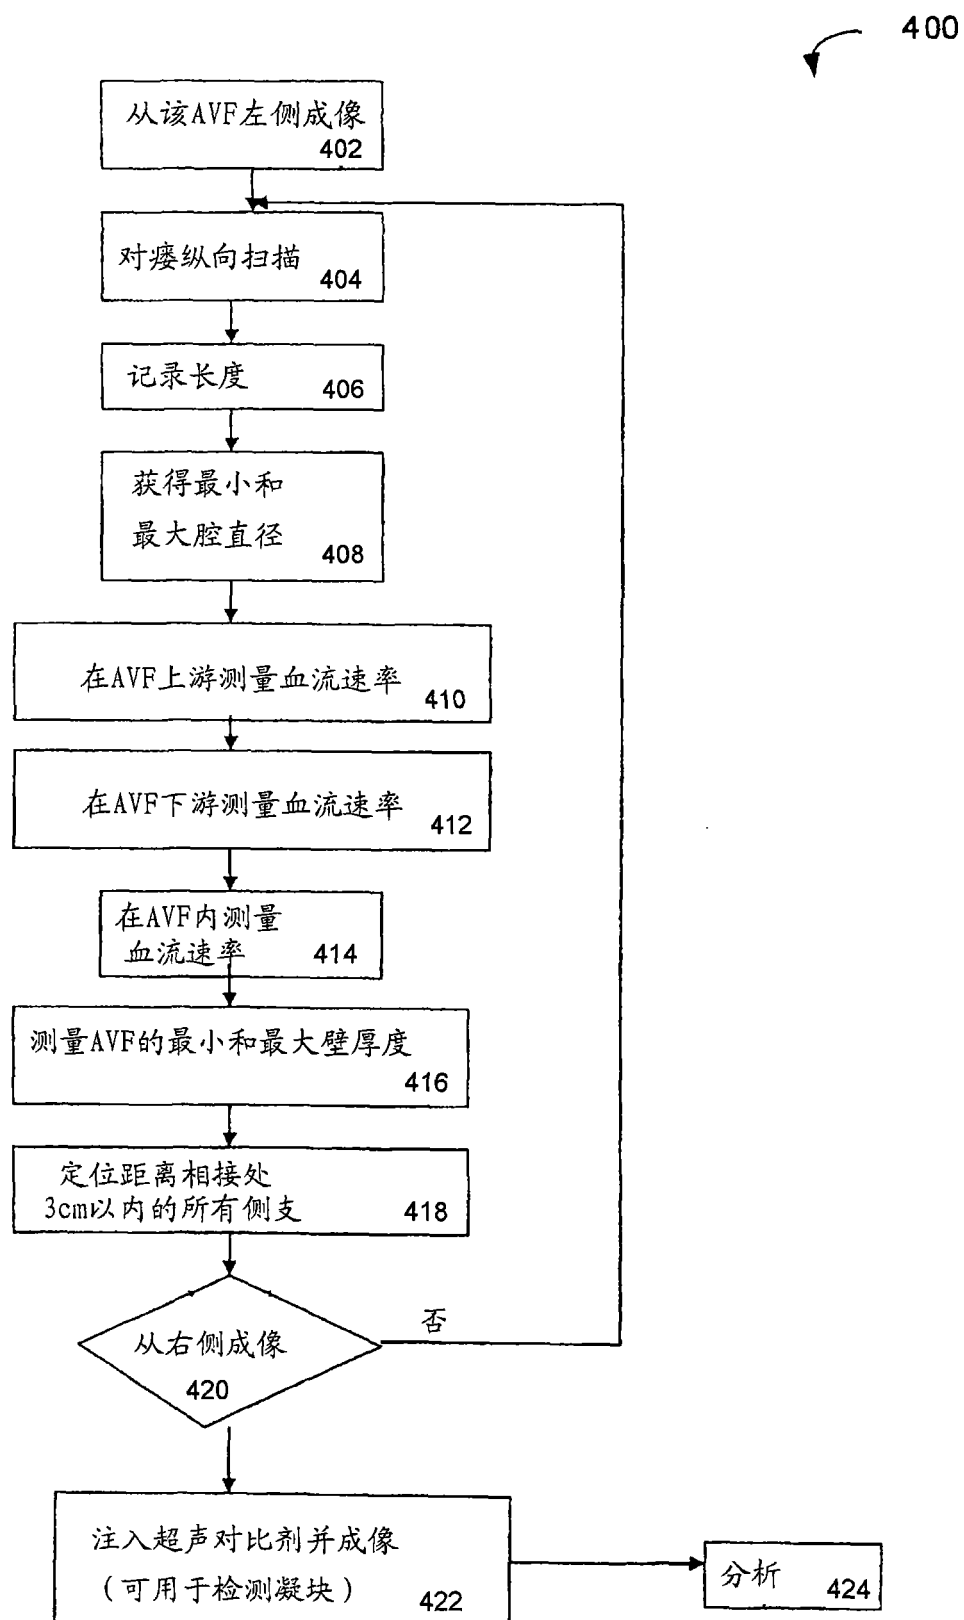 400
从该AVF左侧成像
402
对瘘纵向扫描
404
记录长度
406
获得最小和
最大腔直径
408
在AVF上游测量血流速率
410
在AVF下游测量血流速率
412
在AVF内测量
血流速率
414
测量AVF的最小和最大壁厚度
416
定位距离相接处
3cm以内的所有侧支
418
否
从右侧成像
420
注入超声对比剂并成像
(可用于检测凝块)
422
分析
424